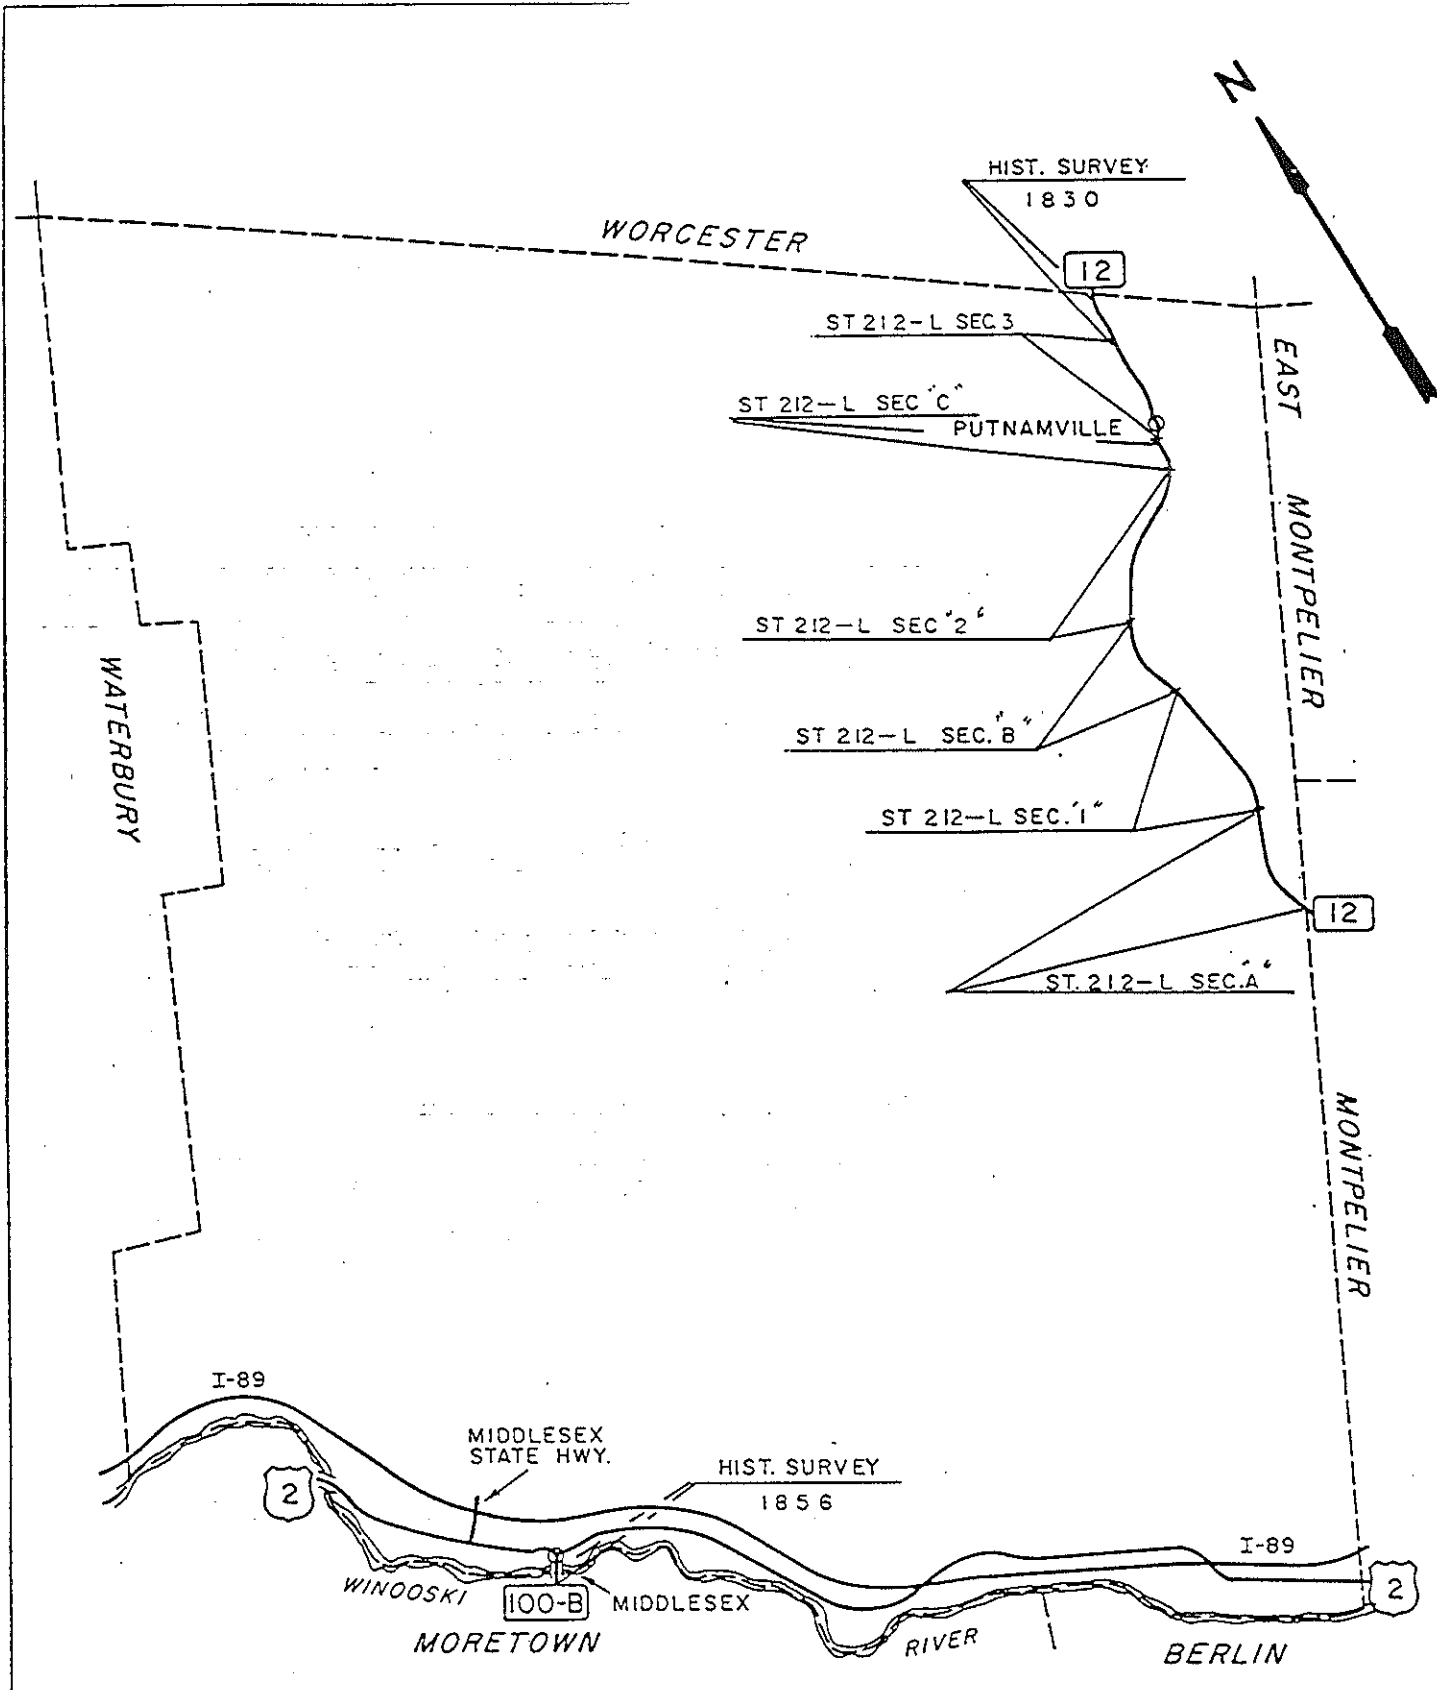 N
HIST. SURVEY
1830
WORCESTER
12
ST 212-L SEC.3
EAST MONTPELIER
ST 212-L SEC "C"
PUTNAMVILLE
ST 212-L SEC "2"
WATERBURY
ST 212-L SEC. "B"
ST 212-L SEC. "1"
12
ST. 212-L SEC. "A"
MONTPELIER
I-89
MIDDLESEX
STATE HWY.
HIST. SURVEY
1856
2
I-89
2
WINOOSKI
100-B
MIDDLESEX
MORETOWN
RIVER
BERLIN